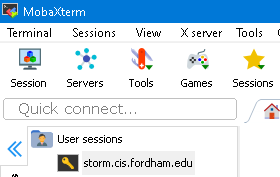 MobaXterm
Terminal Sessions View X server Tools
Session Servers Tools Games Sessions
Quick connect...
User sessions
storm.cis.fordham.edu